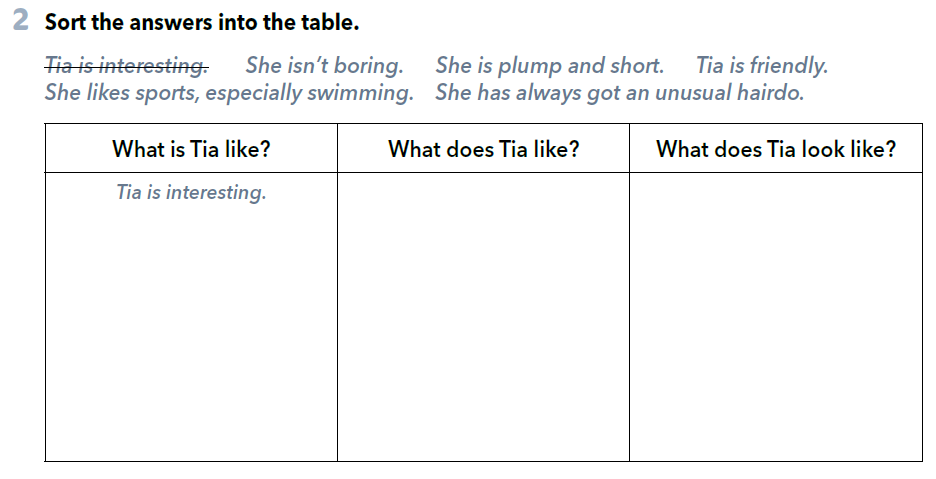 2 Sort the answers into the table.
Tia is interesting. She isn't boring. She is plump and short. Tia is friendly.
She likes sports, especially swimming. She has always got an unusual hairdo.
What is Tia like? What does Tia like? What does Tia look like?
Tia is interesting.